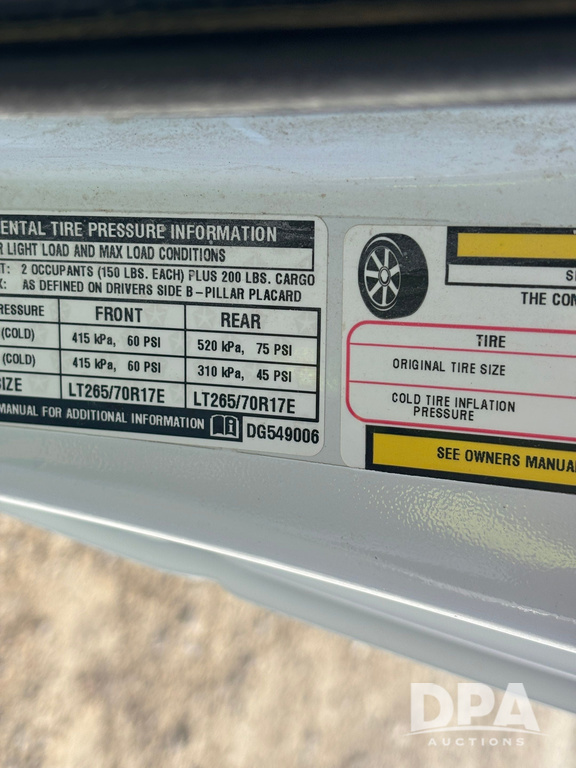 ENTAL TIRE PRESSURE INFORMATION
R LIGHT LOAD AND MAX LOAD CONDITIONS
T: 2 OCCUPANTS (150 LBS. EACH) PLUS 200 LBS. CARGO
X: AS DEFINED ON DRIVERS SIDE B-PILLAR PLACARD
RESSURE FRONT REAR
(COLD) 415 kPa, 60 PSI 520 kPa, 75 PSI
(COLD) 415 kPa, 60 PSI 310 kPa, 45 PSI
SIZE LT265/70R17E LT265/70R17E
MANUAL FOR ADDITIONAL INFORMATION DG549006
THE COM
TIRE
ORIGINAL TIRE SIZE
COLD TIRE INFLATION
PRESSURE
SEE OWNERS MANUA
DPA
AUCTIONS